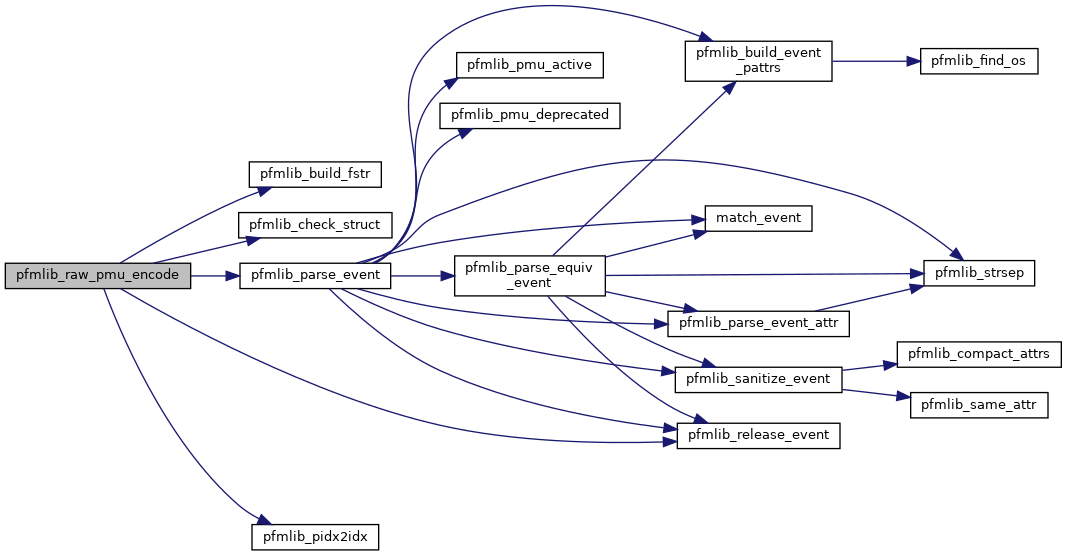 pfmlib_raw_pmu_encode
pfmlib_build_fstr
pfmlib_check_struct
pfmlib_parse_event
pfmlib_pidx2idx
pfmlib_pmu_active
pfmlib_pmu_deprecated
pfmlib_parse_equiv
_event
pfmlib_build_event
_pattrs
match_event
pfmlib_parse_event_attr
pfmlib_sanitize_event
pfmlib_release_event
pfmlib_find_os
pfmlib_strsep
pfmlib_compact_attrs
pfmlib_same_attr